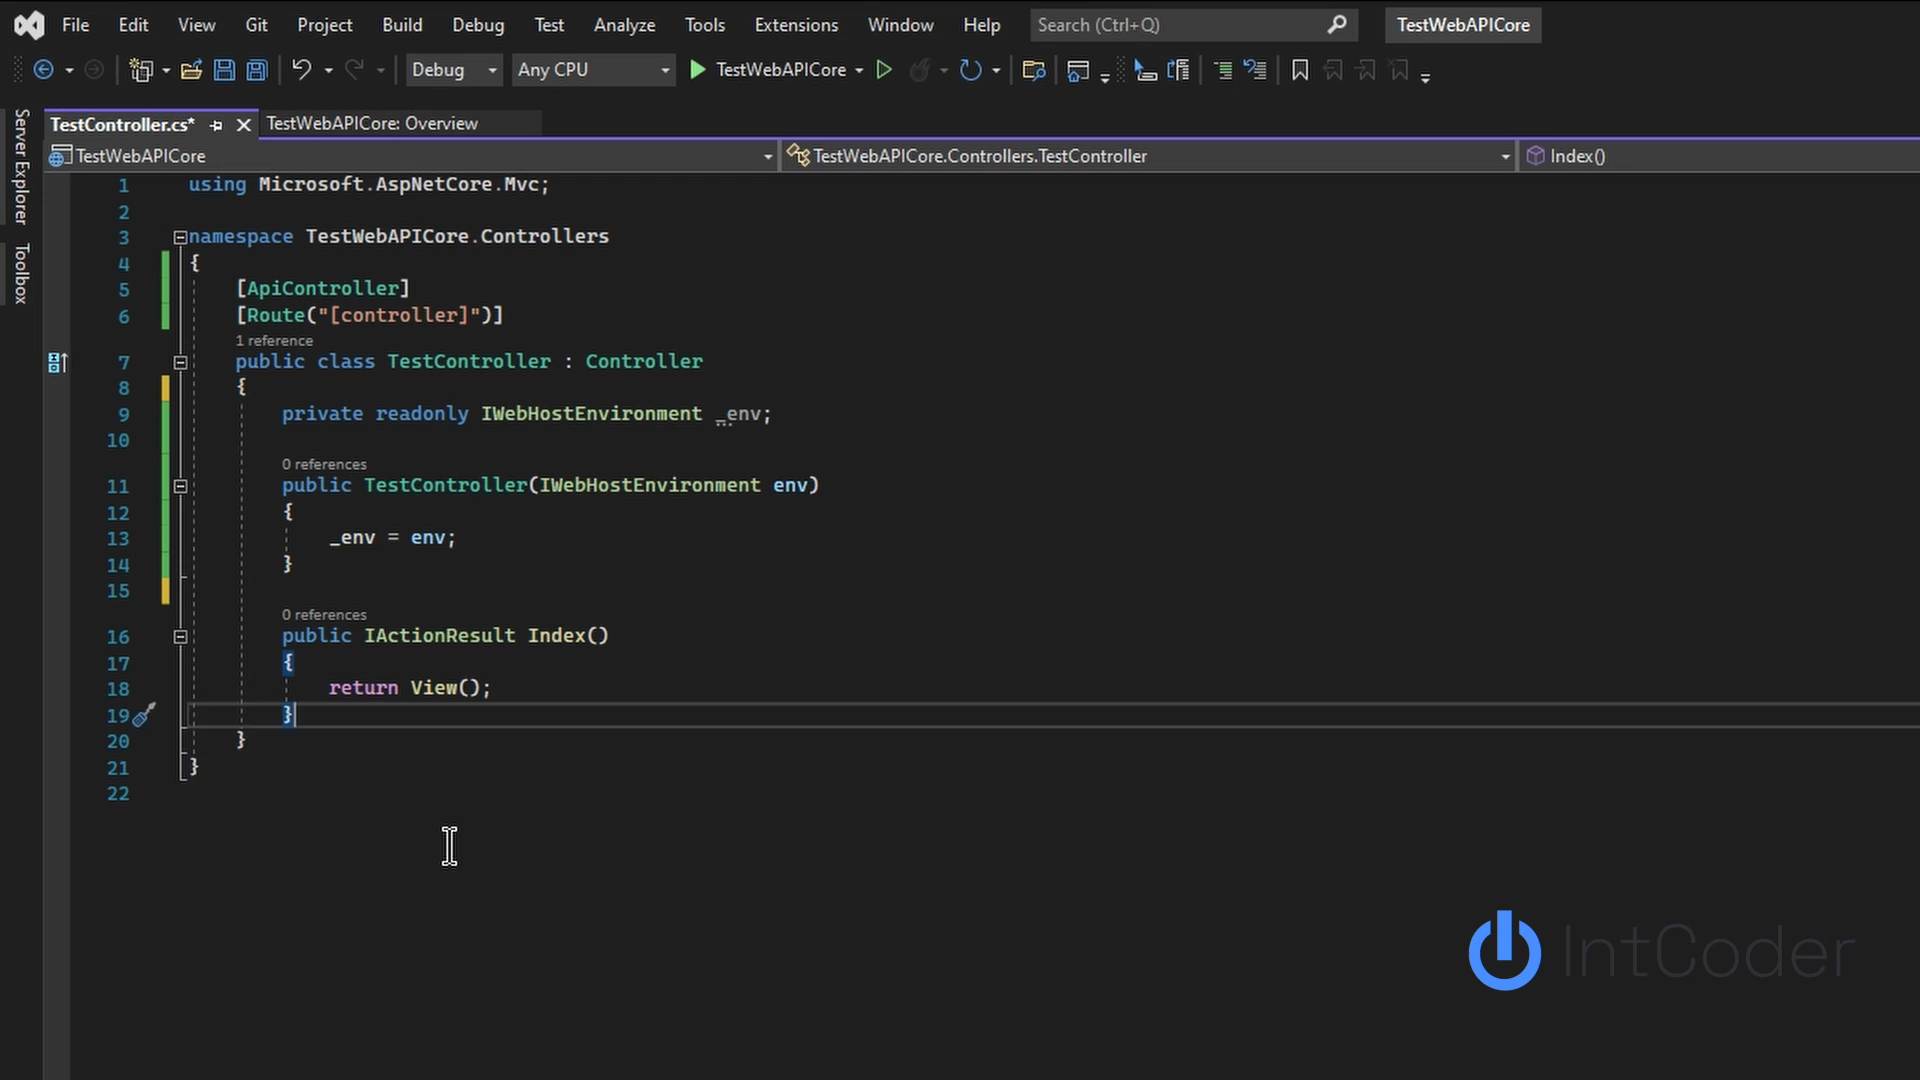 File Edit View Git Project Build Debug Test Analyze Tools Extensions Window Help Search (Ctrl+Q) TestWebAPICore
Debug Any CPU TestWebAPICore
Server Explorer
Toolbox
TestController.cs* TestWebAPICore: Overview
TestWebAPICore TestWebAPICore.Controllers.TestController Index()
1 using Microsoft.AspNetCore.Mvc;
2
3 namespace TestWebAPICore.Controllers
4 {
5 [ApiController]
6 [Route("[controller]")]
1 reference
7 public class TestController : Controller
8 {
9 private readonly IWebHostEnvironment _env;
10
0 references
11 public TestController(IWebHostEnvironment env)
12 {
13 _env = env;
14 }
15
0 references
16 public IActionResult Index()
17 {
18 return View();
19 }
20 }
21 }
22
IntCoder